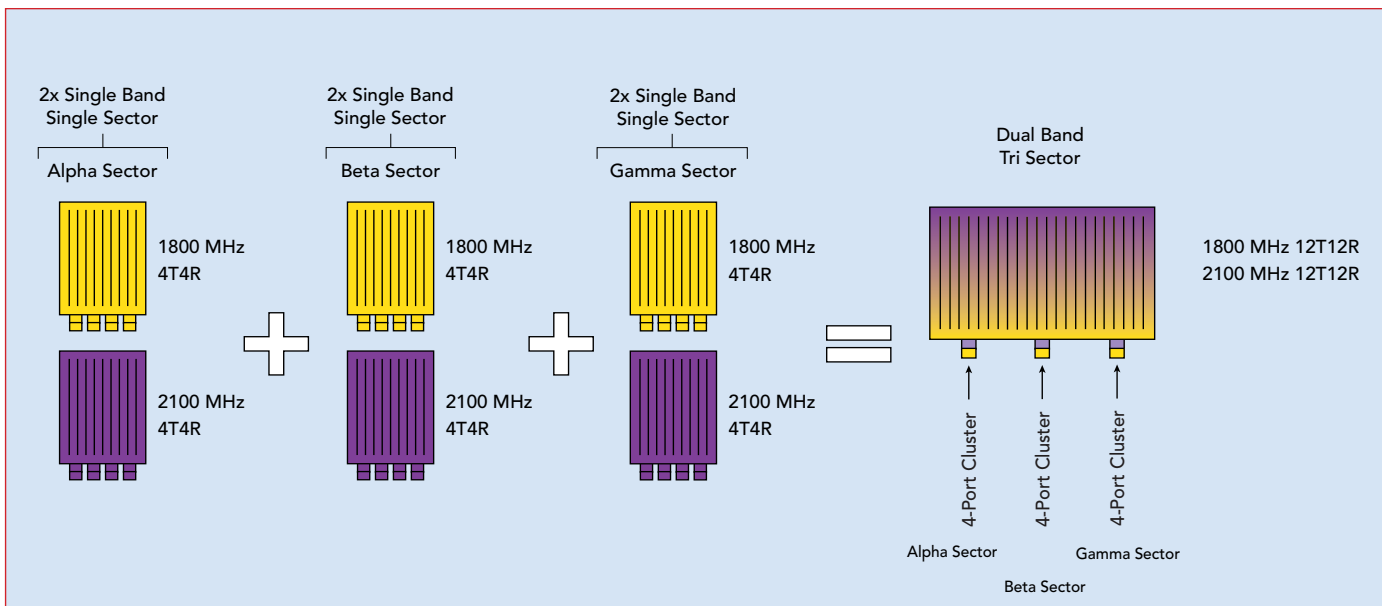 2x Single Band
Single Sector
Alpha Sector
1800 MHz
4T4R
2100 MHz
4T4R
2x Single Band
Single Sector
Beta Sector
1800 MHz
4T4R
2100 MHz
4T4R
2x Single Band
Single Sector
Gamma Sector
1800 MHz
4T4R
2100 MHz
4T4R
Dual Band
Tri Sector
1800 MHz 12T12R
2100 MHz 12T12R
4-Port Cluster
4-Port Cluster
4-Port Cluster
Alpha Sector
Beta Sector
Gamma Sector